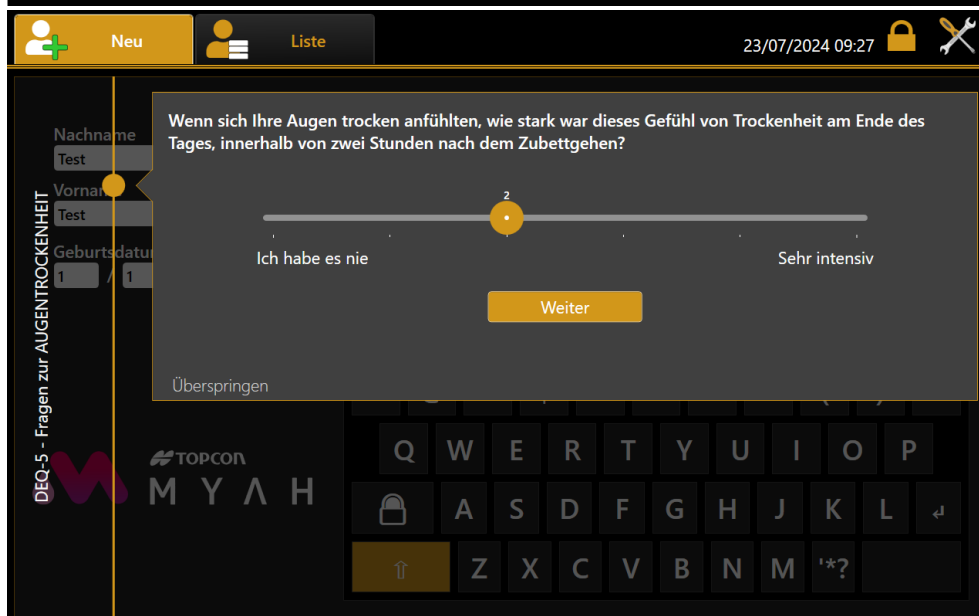 Neu
Liste
23/07/2024 09:27
Wenn sich Ihre Augen trocken anfühlten, wie stark war dieses Gefühl von Trockenheit am Ende des
Tages, innerhalb von zwei Stunden nach dem Zubettgehen?
2
Ich habe es nie
Sehr intensiv
Weiter
Überspringen
Nachname
Test
Test
1 / 1
DEQ-5 - Fragen zur AUGENTROCKENHEIT
TOPCON
MYAH
Q W E R T Y U I O P
A S D F G H J K L
Z X C V B N M '*?